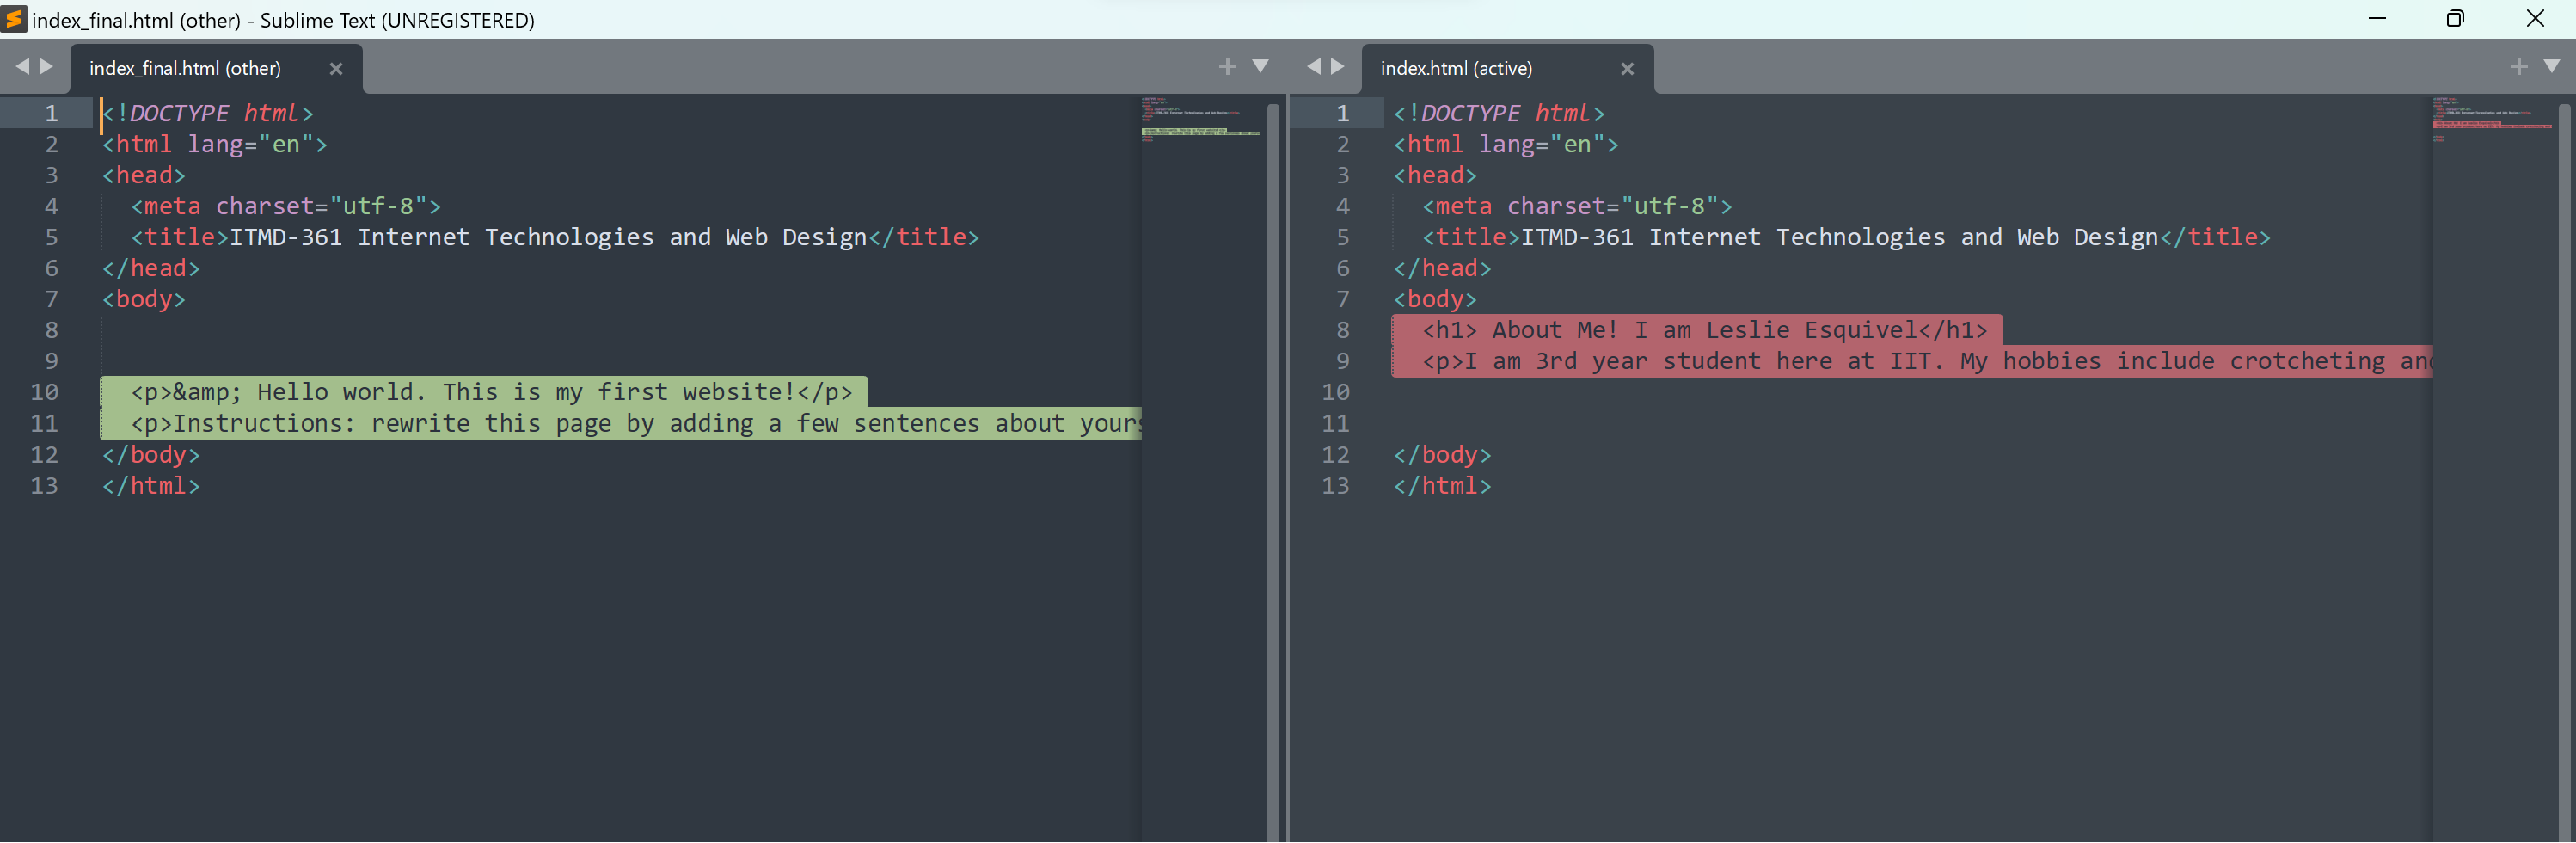 index_final.html (other) - Sublime Text (UNREGISTERED)
index_final.html (other)
1 <!DOCTYPE html>
2 <html lang="en">
3 <head>
4 <meta charset="utf-8">
5 <title>ITMD-361 Internet Technologies and Web Design</title>
6 </head>
7 <body>
8
9
10 <p>&amp; Hello world. This is my first website!</p>
11 <p>Instructions: rewrite this page by adding a few sentences about yours
12 </body>
13 </html>
index.html (active)
1 <!DOCTYPE html>
2 <html lang="en">
3 <head>
4 <meta charset="utf-8">
5 <title>ITMD-361 Internet Technologies and Web Design</title>
6 </head>
7 <body>
8 <h1> About Me! I am Leslie Esquivel</h1>
9 <p>I am 3rd year student here at IIT. My hobbies include crotcheting and
10
11
12 </body>
13 </html>